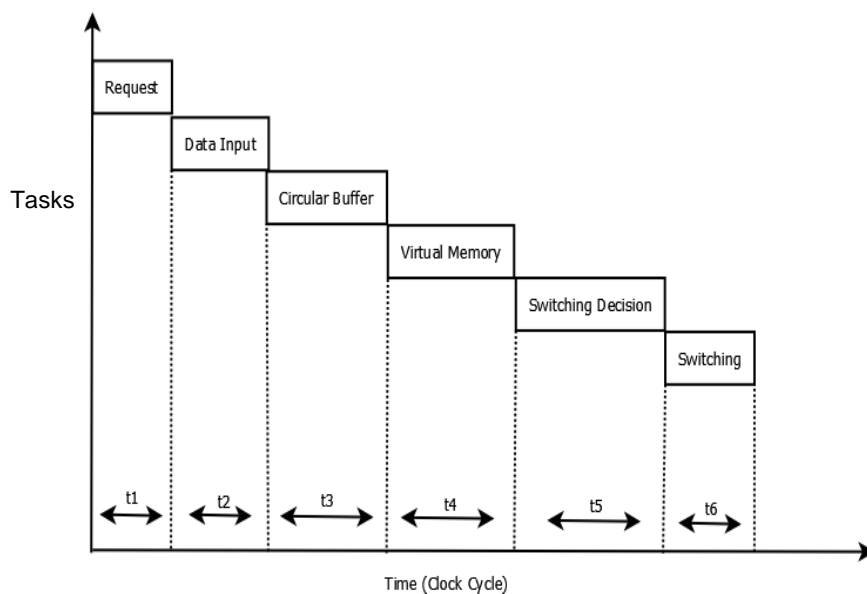 Request
Data Input
Tasks
Circular Buffer
Virtual Memory
Switching Decision
Switching
t1
t2
t3
t4
t5
t6
Time (Clock Cycle)